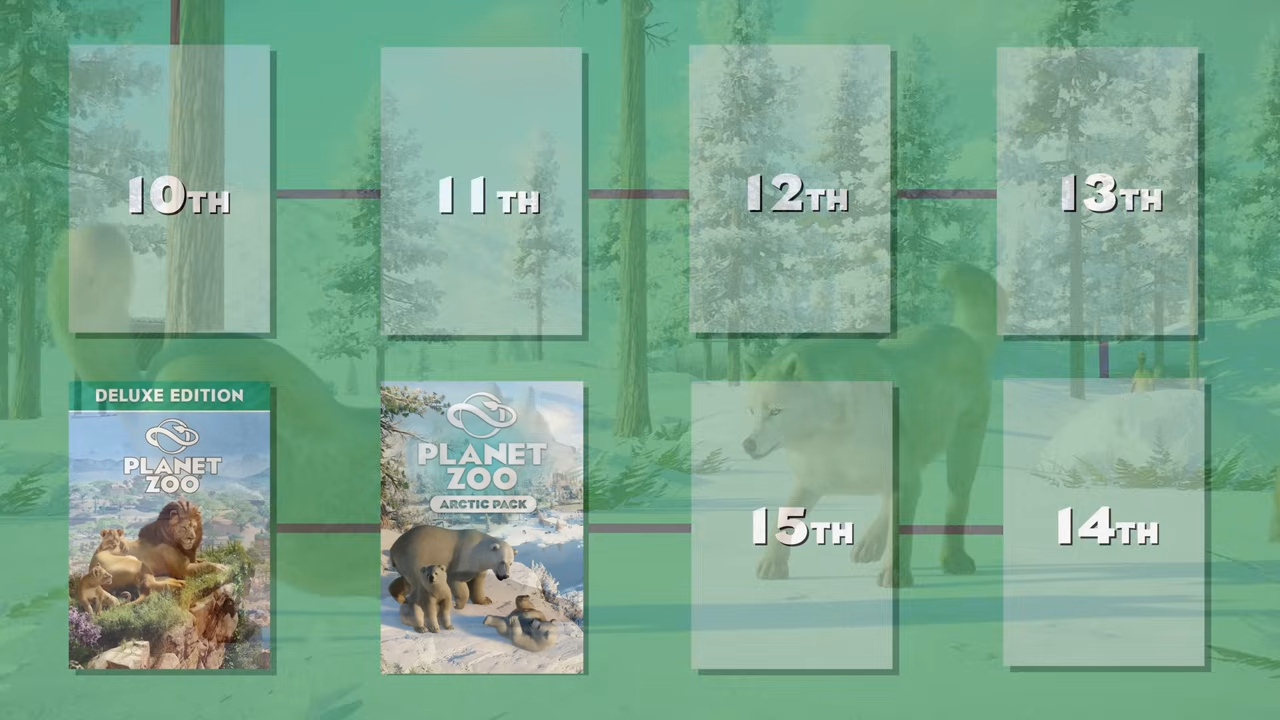 10TH
11TH
12TH
13TH
DELUXE EDITION
PLANET
ZOO
PLANET
ZOO
ARCTIC PACK
15TH
14TH